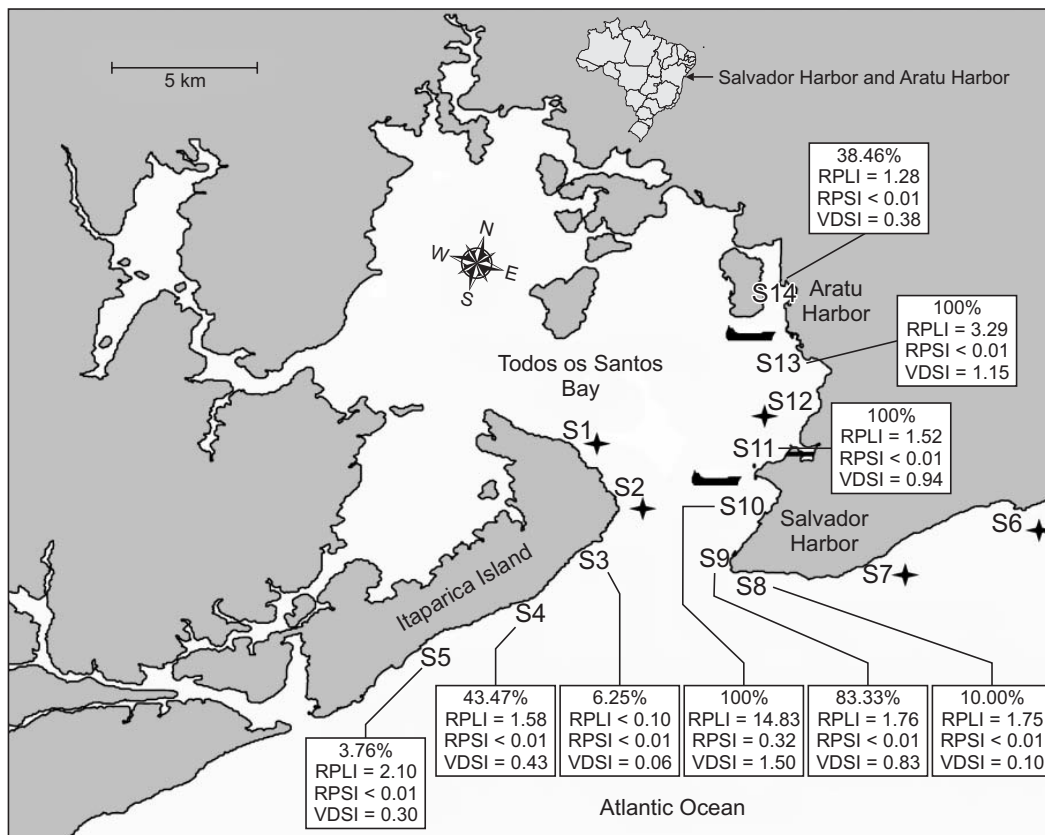 5 km
Salvador Harbor and Aratu Harbor
38.46%
RPLI = 1.28
RPSI < 0.01
VDSI = 0.38
N
W
E
S
S14
Aratu
Harbor
100%
RPLI = 3.29
RPSI < 0.01
VDSI = 1.15
S13
Todos os Santos
Bay
S12
S1
100%
RPLI = 1.52
RPSI < 0.01
VDSI = 0.94
S11
S2
S10
Salvador
Harbor
S6
S3
S9
S8
S7
Itaparica Island
S4
S5
43.47%
RPLI = 1.58
RPSI < 0.01
VDSI = 0.43
6.25%
RPLI < 0.10
RPSI < 0.01
VDSI = 0.06
100%
RPLI = 14.83
RPSI = 0.32
VDSI = 1.50
83.33%
RPLI = 1.76
RPSI < 0.01
VDSI = 0.83
10.00%
RPLI = 1.75
RPSI < 0.01
VDSI = 0.10
3.76%
RPLI = 2.10
RPSI < 0.01
VDSI = 0.30
Atlantic Ocean